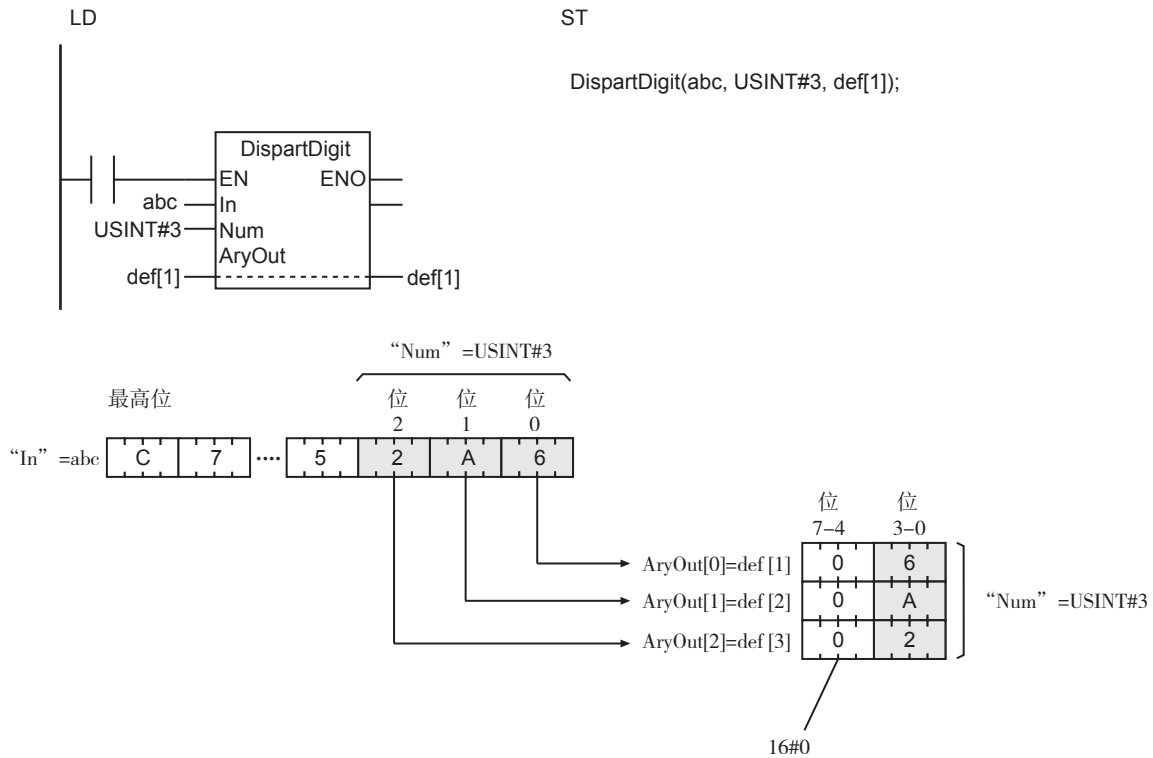 LD ST
DispartDigit(abc, USINT#3, def[1]);
DispartDigit
EN ENO
abc In
USINT#3 Num
AryOut
def[1] def[1]
“Num” =USINT#3
最高位 位 位 位
2 1 0
“In” =abc C 7 ···· 5 2 A 6
位 位
7–4 3–0
AryOut[0]=def [1] 0 6
AryOut[1]=def [2] 0 A “Num” =USINT#3
AryOut[2]=def [3] 0 2
16#0